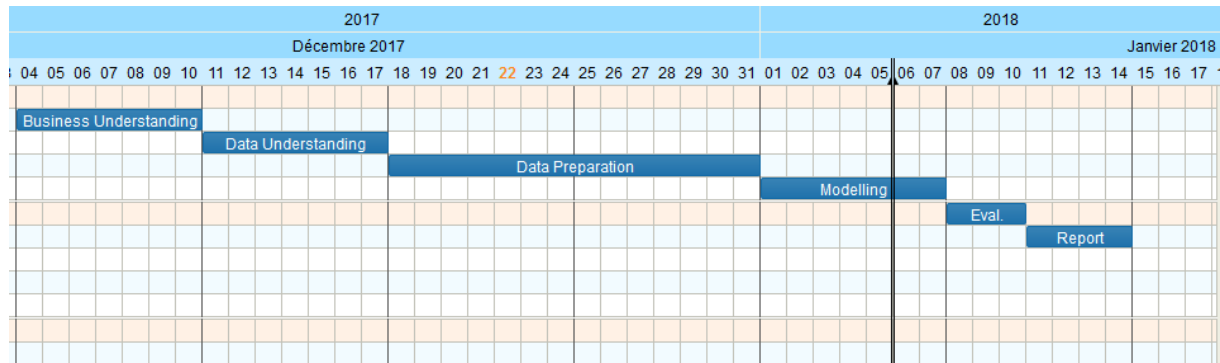 2017 2018
Décembre 2017 Janvier 2018
04 05 06 07 08 09 10 11 12 13 14 15 16 17 18 19 20 21 22 23 24 25 26 27 28 29 30 31 01 02 03 04 05 06 07 08 09 10 11 12 13 14 15 16 17
Business Understanding
Data Understanding
Data Preparation
Modelling
Eval.
Report